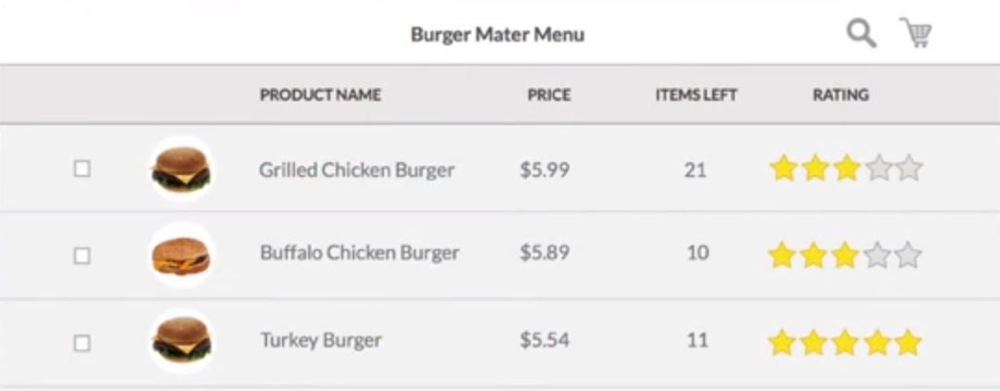 Burger Mater Menu
PRODUCT NAME PRICE ITEMS LEFT RATING
Grilled Chicken Burger $5.99 21
Buffalo Chicken Burger $5.89 10
Turkey Burger $5.54 11